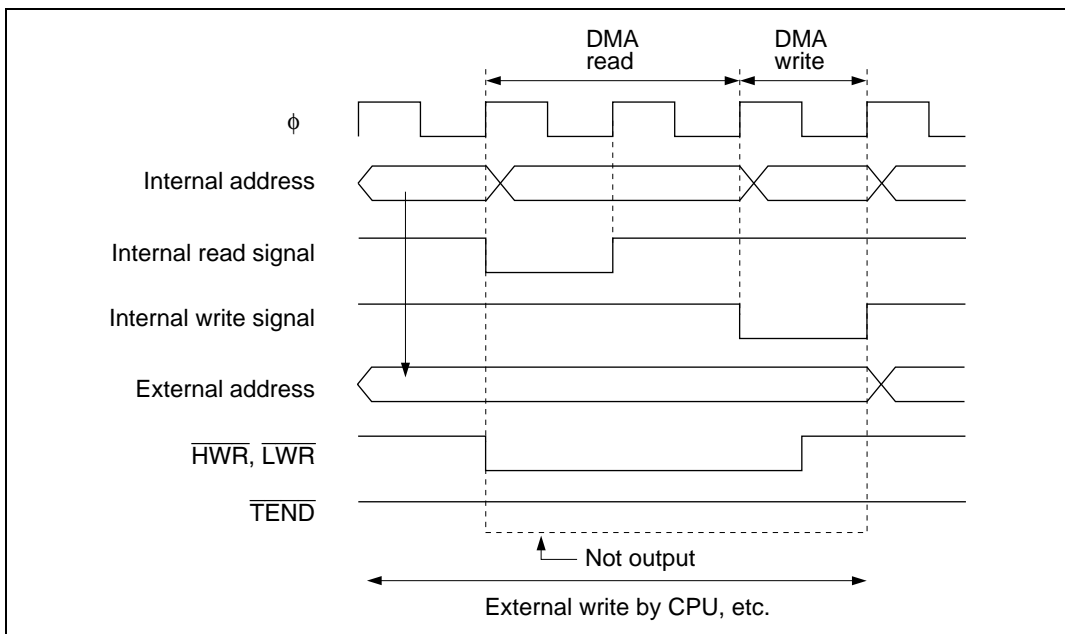 DMA read
DMA write
φ
Internal address
Internal read signal
Internal write signal
External address
HWR, LWR
TEND
Not output
External write by CPU, etc.